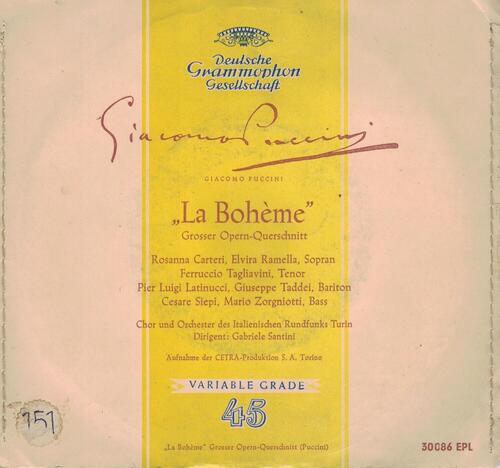 Deutsche
Grammophon
Gesellschaft
Giacomo Puccini
GIACOMO PUCCINI
„La Bohème”
Grosser Opern-Querschnitt
Rosanna Carteri, Elvira Ramella, Sopran
Ferruccio Tagliavini, Tenor
Pier Luigi Latinucci, Giuseppe Taddei, Bariton
Cesare Siepi, Mario Zorgniotti, Bass
Chor und Orchester des Italienischen Rundfunks Turin
Dirigent: Gabriele Santini
Aufnahme der CETRA-Produktion S. A. Torino
VARIABLE GRADE
45
151
30086 EPL
„La Bohème” Grosser Opern-Querschnitt (Puccini)